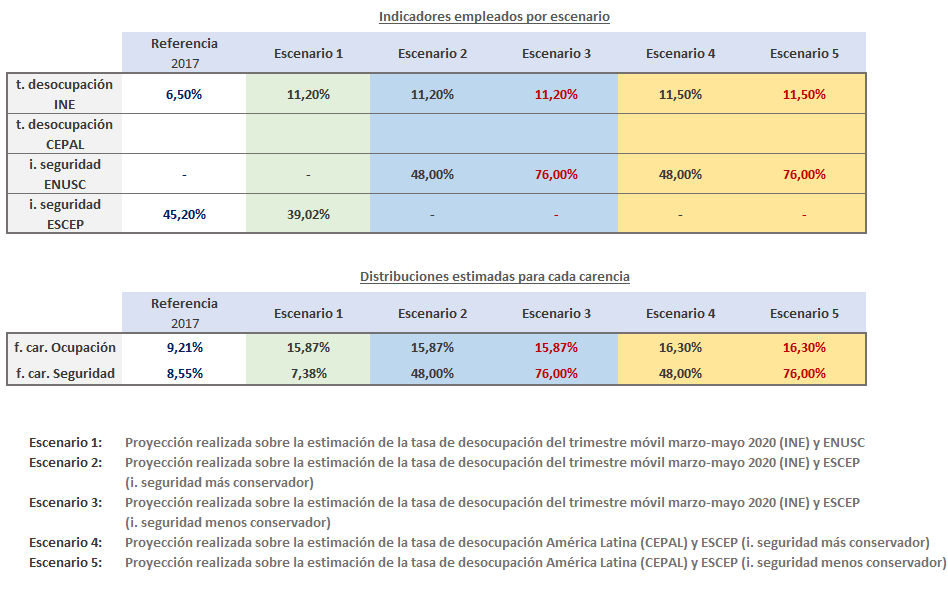 Indicadores empleados por escenario
Referencia
2017
Escenario 1
Escenario 2
Escenario 3
Escenario 4
Escenario 5
t. desocupación
INE
6,50%
11,20%
11,20%
11,20%
11,50%
11,50%
t. desocupación
CEPAL
i. seguridad
ENUSC
-
-
48,00%
76,00%
48,00%
76,00%
i. seguridad
ESCEP
45,20%
39,02%
-
-
-
-
Distribuciones estimadas para cada carencia
Referencia
2017
Escenario 1
Escenario 2
Escenario 3
Escenario 4
Escenario 5
f. car. Ocupación
9,21%
15,87%
15,87%
15,87%
16,30%
16,30%
f. car. Seguridad
8,55%
7,38%
48,00%
76,00%
48,00%
76,00%
Escenario 1: Proyección realizada sobre la estimación de la tasa de desocupación del trimestre móvil marzo-mayo 2020 (INE) y ENUSC
Escenario 2: Proyección realizada sobre la estimación de la tasa de desocupación del trimestre móvil marzo-mayo 2020 (INE) y ESCEP
(i. seguridad más conservador)
Escenario 3: Proyección realizada sobre la estimación de la tasa de desocupación del trimestre móvil marzo-mayo 2020 (INE) y ESCEP
(i. seguridad menos conservador)
Escenario 4: Proyección realizada sobre la estimación de la tasa de desocupación América Latina (CEPAL) y ESCEP (i. seguridad más conservador)
Escenario 5: Proyección realizada sobre la estimación de la tasa de desocupación América Latina (CEPAL) y ESCEP (i. seguridad menos conservador)